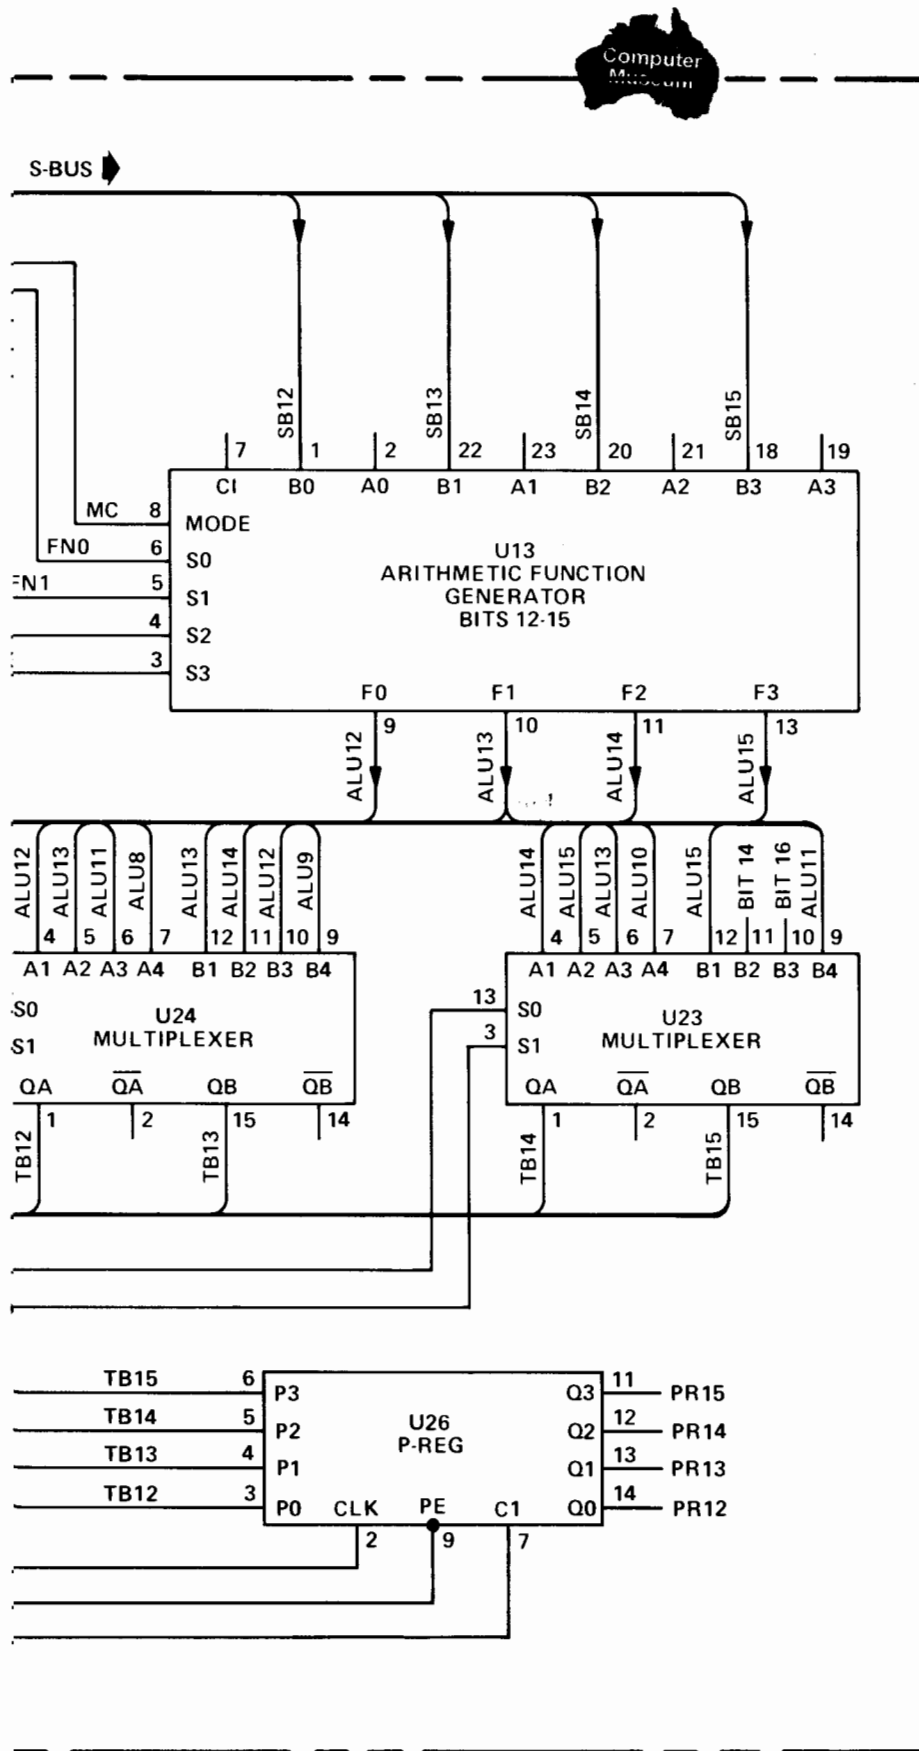 Computer
Museum
S-BUS
SB12 SB13 SB14 SB15
7 1 2 22 23 20 21 18 19
CI B0 A0 B1 A1 B2 A2 B3 A3
MC 8 MODE
FN0 6 S0
FN1 5 S1
4 S2
3 S3
U13
ARITHMETIC FUNCTION
GENERATOR
BITS 12-15
F0 F1 F2 F3
9 10 11 13
ALU12 ALU13 ALU14 ALU15
ALU12 ALU13 ALU11 ALU8 ALU13 ALU14 ALU12 ALU9
4 5 6 7 12 11 10 9
A1 A2 A3 A4 B1 B2 B3 B4
S0
S1
U24
MULTIPLEXER
QA QA QB QB
1 2 15 14
TB12 TB13
ALU14 ALU15 ALU13 ALU10 ALU15 BIT 14 BIT 16 ALU11
4 5 6 7 12 11 10 9
A1 A2 A3 A4 B1 B2 B3 B4
13 S0
3 S1
U23
MULTIPLEXER
QA QA QB QB
1 2 15 14
TB14 TB15
TB15 6 P3
TB14 5 P2
TB13 4 P1
TB12 3 P0
U26
P-REG
Q3 11 PR15
Q2 12 PR14
Q1 13 PR13
Q0 14 PR12
CLK PE C1
2 9 7